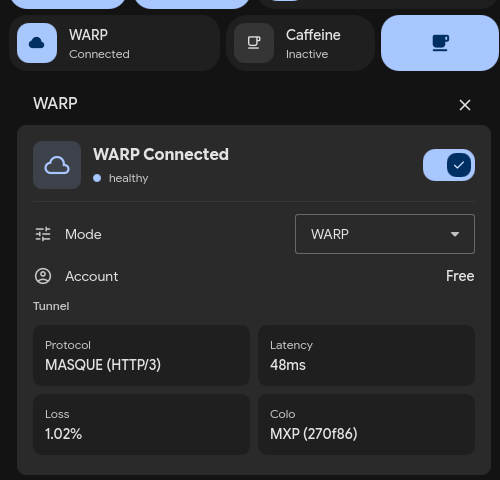 WARP
Connected
Caffeine
Inactive
WARP
WARP Connected
healthy
Mode
WARP
Account
Free
Tunnel
Protocol
MASQUE (HTTP/3)
Latency
48ms
Loss
1.02%
Colo
MXP (270f86)